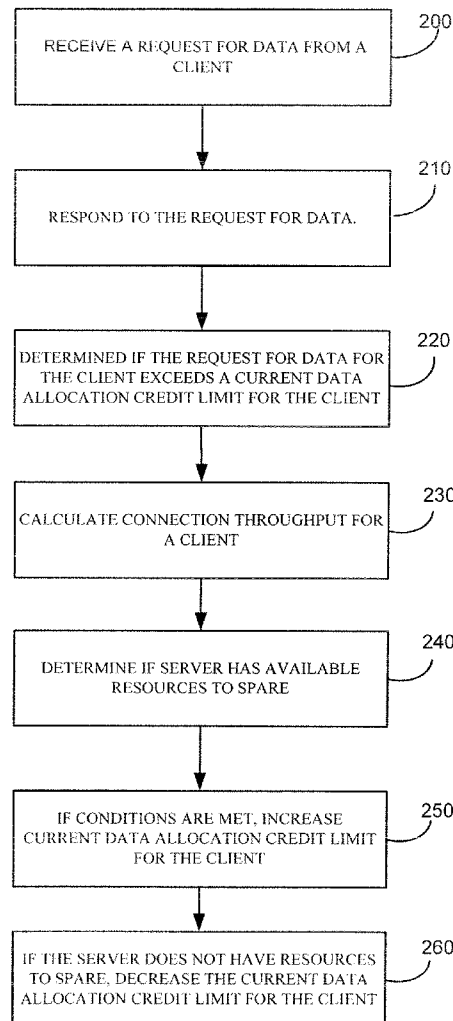 200
RECEIVE A REQUEST FOR DATA FROM A
CLIENT
210
RESPOND TO THE REQUEST FOR DATA.
220
DETERMINED IF THE REQUEST FOR DATA FOR
THE CLIENT EXCEEDS A CURRENT DATA
ALLOCATION CREDIT LIMIT FOR THE CLIENT
230
CALCULATE CONNECTION THROUGHPUT FOR
A CLIENT
240
DETERMINE IF SERVER HAS AVAILABLE
RESOURCES TO SPARE
250
IF CONDITIONS ARE MET, INCREASE
CURRENT DATA ALLOCATION CREDIT LIMIT
FOR THE CLIENT
260
IF THE SERVER DOES NOT HAVE RESOURCES
TO SPARE, DECREASE THE CURRENT DATA
ALLOCATION CREDIT LIMIT FOR THE CLIENT